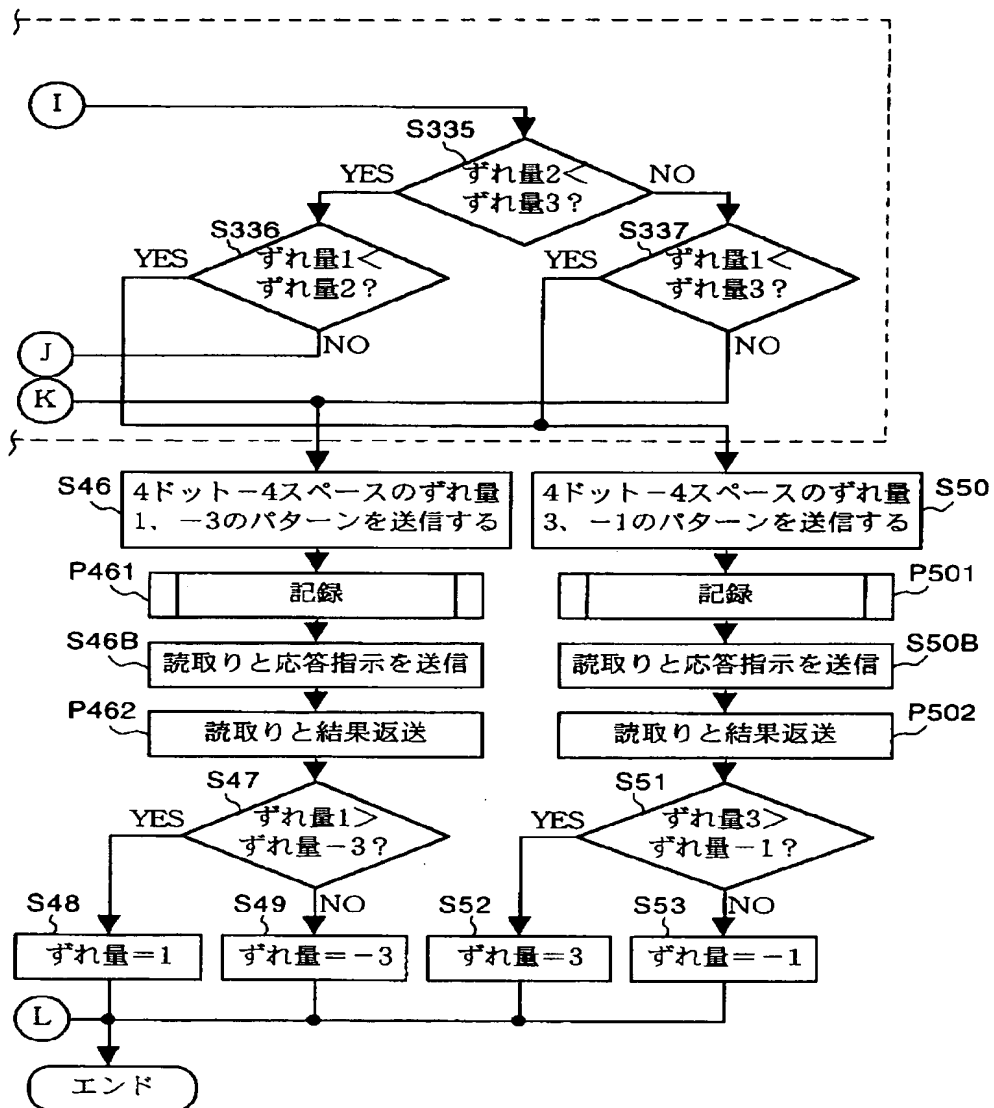 I
S335
YES
ずれ量2<
ずれ量3?
NO
S336
YES
ずれ量1<
ずれ量2?
NO
S337
YES
ずれ量1<
ずれ量3?
NO
J
K
S46
4ドット-4スペースのずれ量
1、-3のパターンを送信する
S50
4ドット-4スペースのずれ量
3、-1のパターンを送信する
P461
記録
P501
記録
S46B
読取りと応答指示を送信
S50B
読取りと応答指示を送信
P462
読取りと結果返送
P502
読取りと結果返送
S47
YES
ずれ量1>
ずれ量-3?
NO
S51
YES
ずれ量3>
ずれ量-1?
NO
S48
ずれ量=1
S49
ずれ量=-3
S52
ずれ量=3
S53
ずれ量=-1
L
エンド